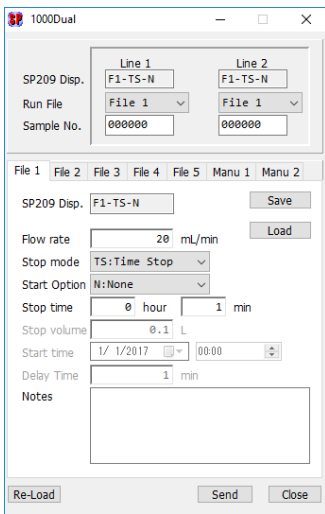 SP 1000Dual
Line 1 Line 2
SP209 Disp. F1-TS-N F1-TS-N
Run File File 1 File 1
Sample No. 000000 000000
File 1 File 2 File 3 File 4 File 5 Manu 1 Manu 2
SP209 Disp. F1-TS-N Save
Load
Flow rate 20 mL/min
Stop mode TS:Time Stop
Start Option N:None
Stop time 0 hour 1 min
Stop volume 0.1 L
Start time 1/ 1/2017 00:00
Delay Time 1 min
Notes
Re-Load Send Close